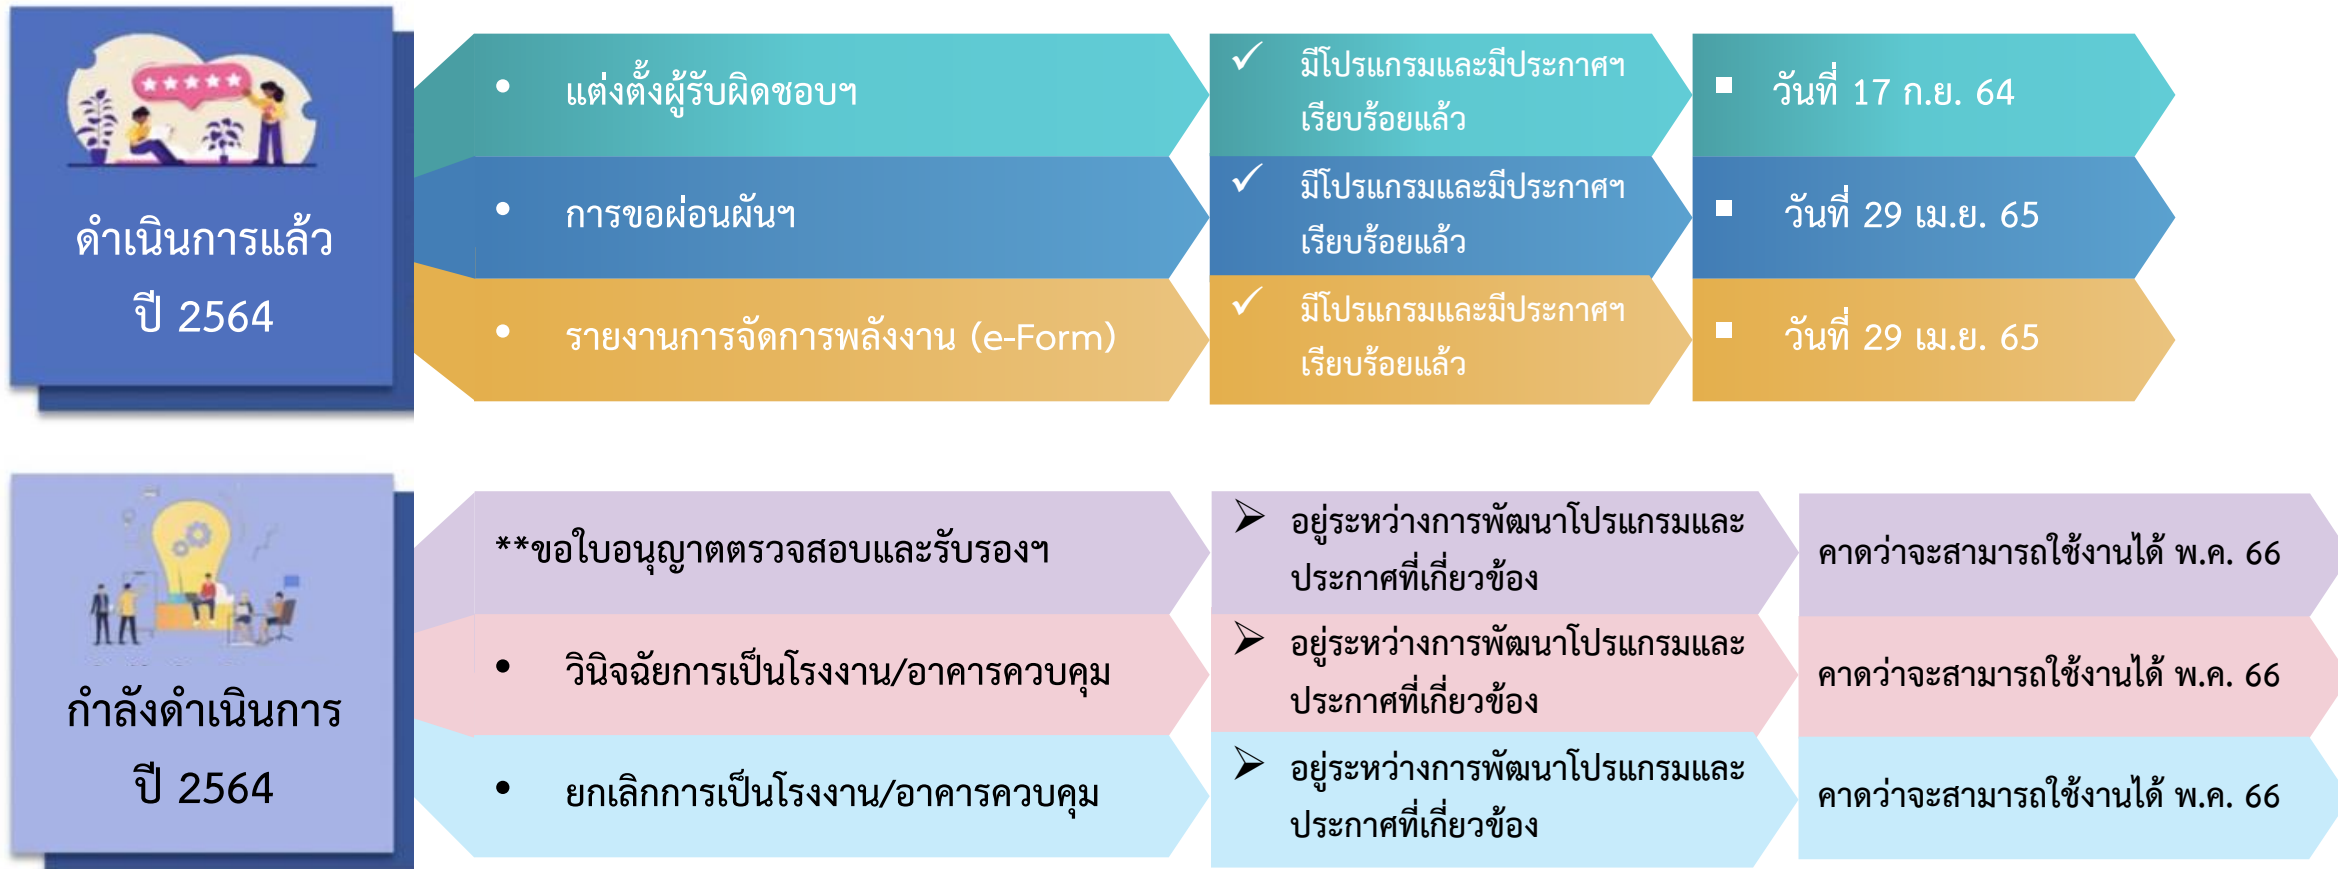 ดำเนินการแล้ว
ปี 2564
• แต่งตั้งผู้รับผิดชอบฯ
✓ มีโปรแกรมและมีประกาศฯ
เรียบร้อยแล้ว
▪ วันที่ 17 ก.ย. 64
• การขอผ่อนผันฯ
✓ มีโปรแกรมและมีประกาศฯ
เรียบร้อยแล้ว
▪ วันที่ 29 เม.ย. 65
• รายงานการจัดการพลังงาน (e-Form)
✓ มีโปรแกรมและมีประกาศฯ
เรียบร้อยแล้ว
▪ วันที่ 29 เม.ย. 65
กำลังดำเนินการ
ปี 2564
**ขอใบอนุญาตตรวจสอบและรับรองฯ
➢ อยู่ระหว่างการพัฒนาโปรแกรมและ
ประกาศที่เกี่ยวข้อง
คาดว่าจะสามารถใช้งานได้ พ.ค. 66
• วินิจฉัยการเป็นโรงงาน/อาคารควบคุม
➢ อยู่ระหว่างการพัฒนาโปรแกรมและ
ประกาศที่เกี่ยวข้อง
คาดว่าจะสามารถใช้งานได้ พ.ค. 66
• ยกเลิกการเป็นโรงงาน/อาคารควบคุม
➢ อยู่ระหว่างการพัฒนาโปรแกรมและ
ประกาศที่เกี่ยวข้อง
คาดว่าจะสามารถใช้งานได้ พ.ค. 66